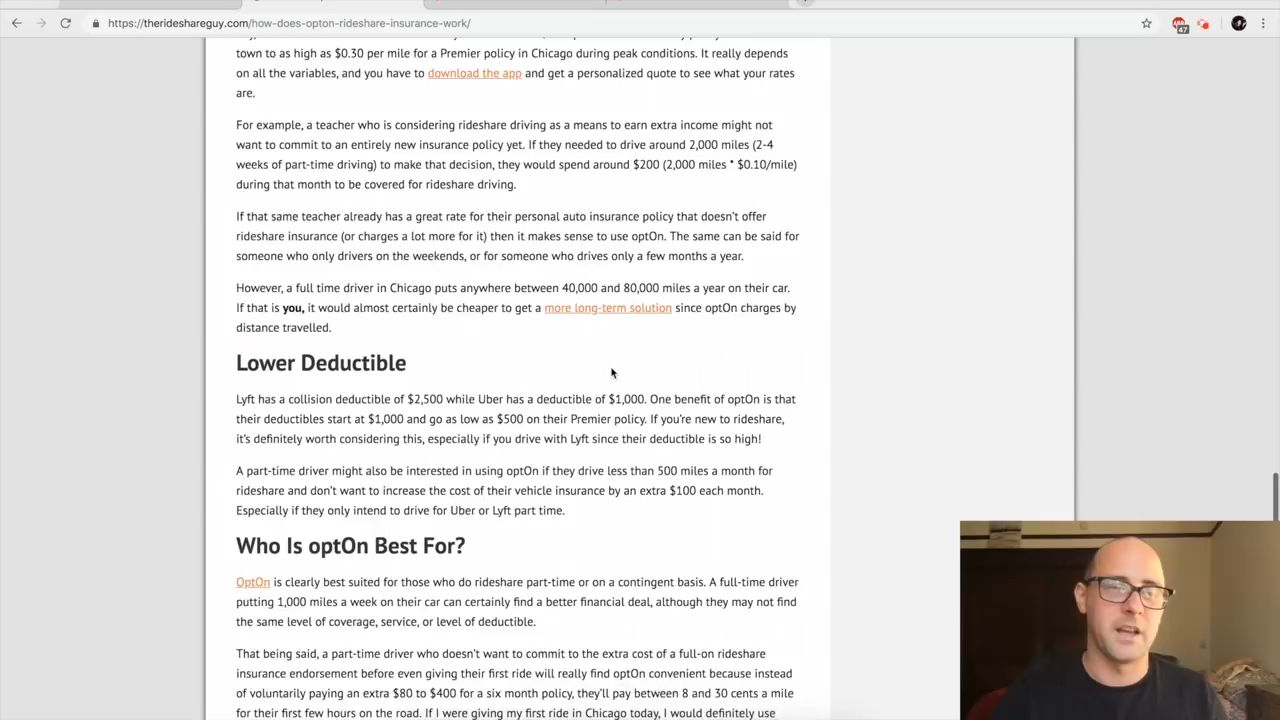 https://therideshareguy.com/how-does-opton-rideshare-insurance-work/
47
town to as high as $0.30 per mile for a Premier policy in Chicago during peak conditions. It really depends
on all the variables, and you have to download the app and get a personalized quote to see what your rates
are.
For example, a teacher who is considering rideshare driving as a means to earn extra income might not
want to commit to an entirely new insurance policy yet. If they needed to drive around 2,000 miles (2-4
weeks of part-time driving) to make that decision, they would spend around $200 (2,000 miles * $0.10/mile)
during that month to be covered for rideshare driving.
If that same teacher already has a great rate for their personal auto insurance policy that doesn't offer
rideshare insurance (or charges a lot more for it) then it makes sense to use optOn. The same can be said for
someone who only drivers on the weekends, or for someone who drives only a few months a year.
However, a full time driver in Chicago puts anywhere between 40,000 and 80,000 miles a year on their car.
If that is you, it would almost certainly be cheaper to get a more long-term solution since optOn charges by
distance travelled.
Lower Deductible
Lyft has a collision deductible of $2,500 while Uber has a deductible of $1,000. One benefit of optOn is that
their deductibles start at $1,000 and go as low as $500 on their Premier policy. If you're new to rideshare,
it's definitely worth considering this, especially if you drive with Lyft since their deductible is so high!
A part-time driver might also be interested in using optOn if they drive less than 500 miles a month for
rideshare and don't want to increase the cost of their vehicle insurance by an extra $100 each month.
Especially if they only intend to drive for Uber or Lyft part time.
Who Is optOn Best For?
OptOn is clearly best suited for those who do rideshare part-time or on a contingent basis. A full-time driver
putting 1,000 miles a week on their car can certainly find a better financial deal, although they may not find
the same level of coverage, service, or level of deductible.
That being said, a part-time driver who doesn't want to commit to the extra cost of a full-on rideshare
insurance endorsement before even giving their first ride will really find optOn convenient because instead
of voluntarily paying an extra $80 to $400 for a six month policy, they'll pay between 8 and 30 cents a mile
for their first few hours on the road. If I were giving my first ride in Chicago today, I would definitely use